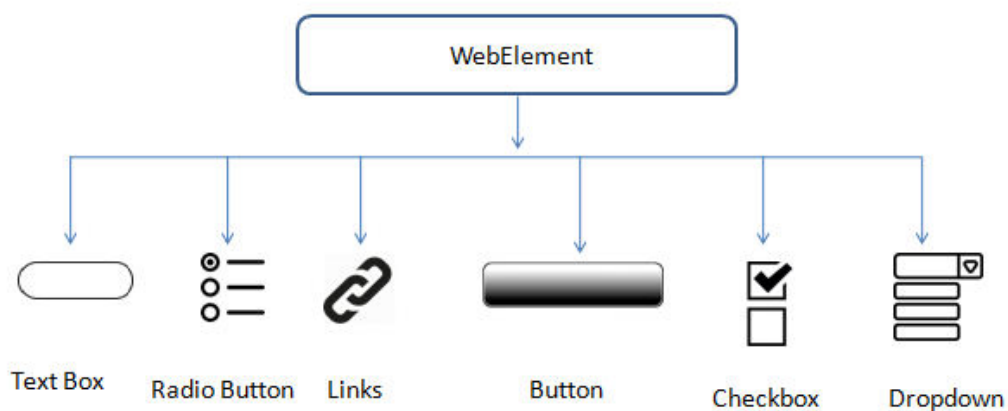 WebElement
Text Box
Radio Button
Links
Button
Checkbox
Dropdown